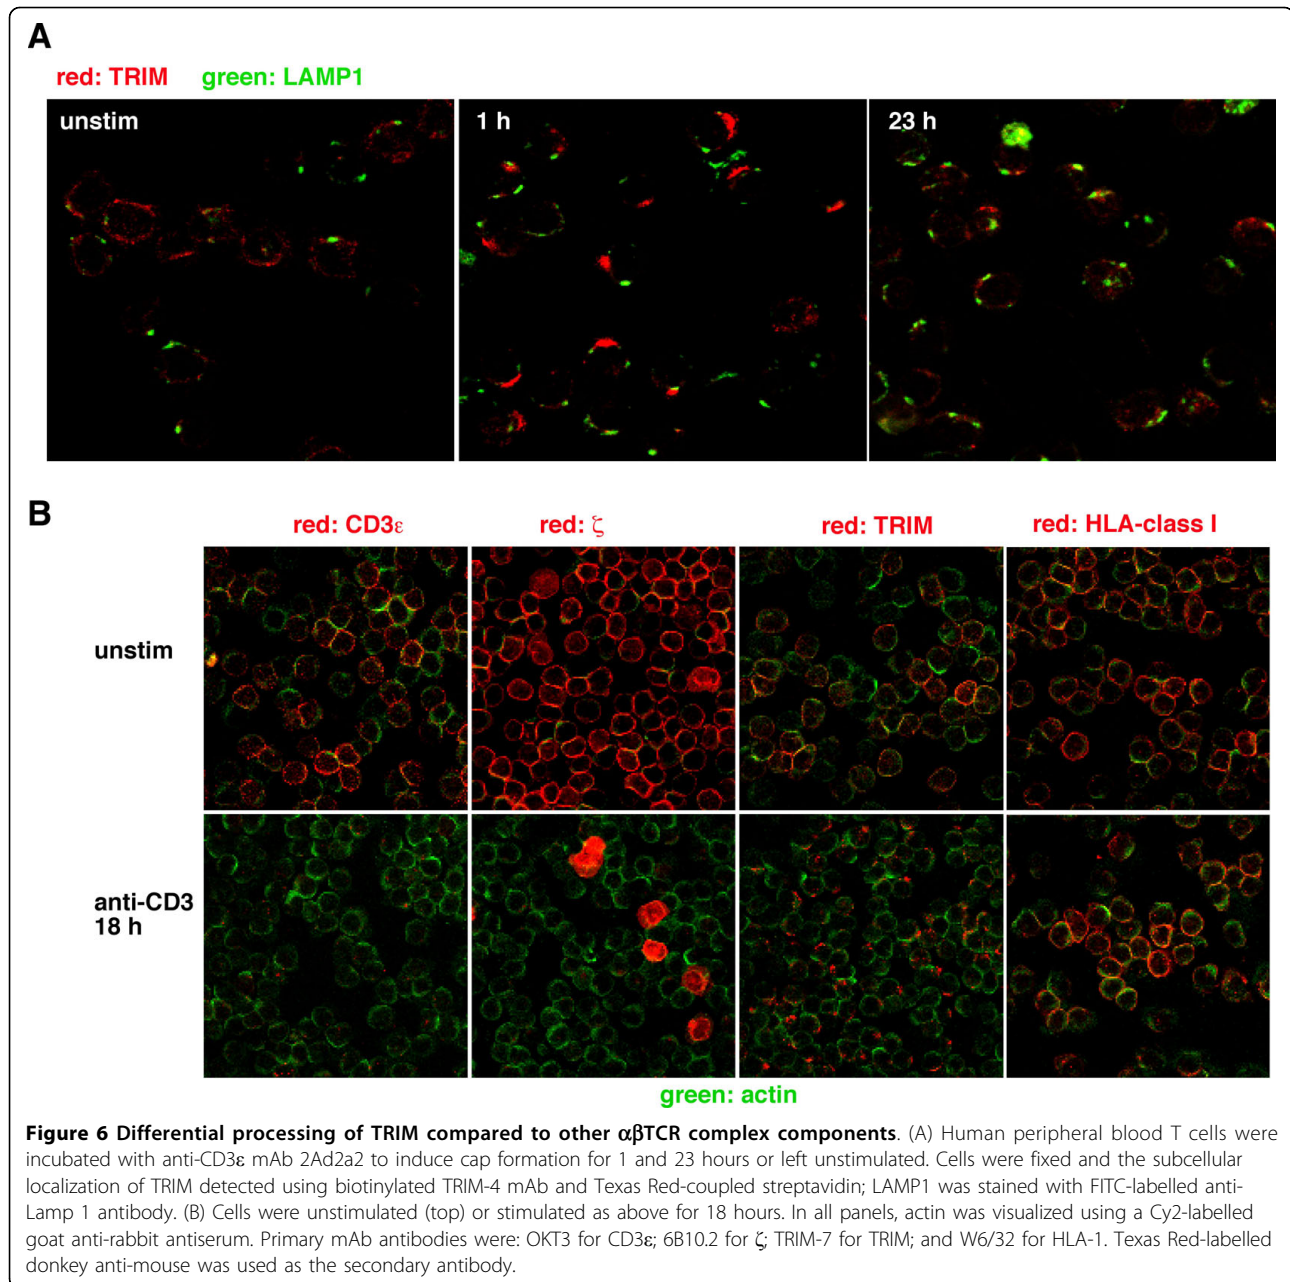 A
red: TRIM green: LAMP1
unstim 1 h 23 h
B
red: CD3ε red: ζ red: TRIM red: HLA-class I
unstim
anti-CD3
18 h
green: actin
Figure 6 Differential processing of TRIM compared to other αβTCR complex components. (A) Human peripheral blood T cells were
incubated with anti-CD3ε mAb 2Ad2a2 to induce cap formation for 1 and 23 hours or left unstimulated. Cells were fixed and the subcellular
localization of TRIM detected using biotinylated TRIM-4 mAb and Texas Red-coupled streptavidin; LAMP1 was stained with FITC-labelled anti-
Lamp 1 antibody. (B) Cells were unstimulated (top) or stimulated as above for 18 hours. In all panels, actin was visualized using a Cy2-labelled
goat anti-rabbit antiserum. Primary mAb antibodies were: OKT3 for CD3ε; 6B10.2 for ζ; TRIM-7 for TRIM; and W6/32 for HLA-1. Texas Red-labelled
donkey anti-mouse was used as the secondary antibody.